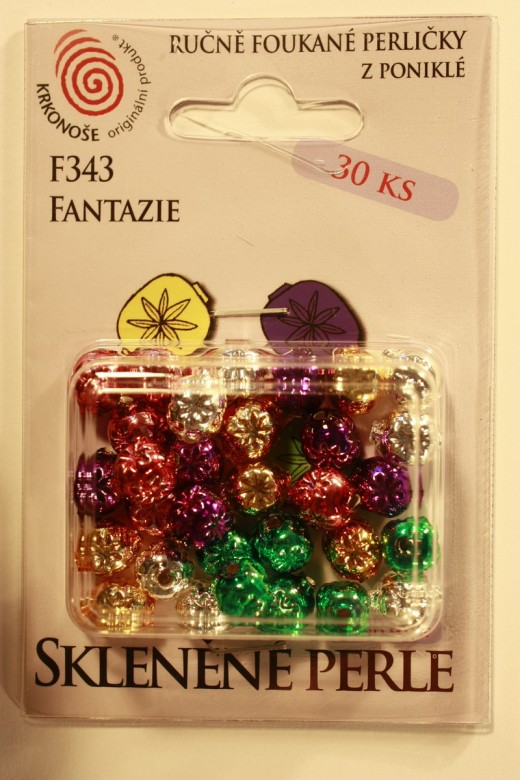 KRKONOŠE originální produkt®
RUČNĚ FOUKANÉ PERLIČKY
Z PONIKLÉ
30 KS
F343
FANTAZIE
SKLENĚNÉ PERLE